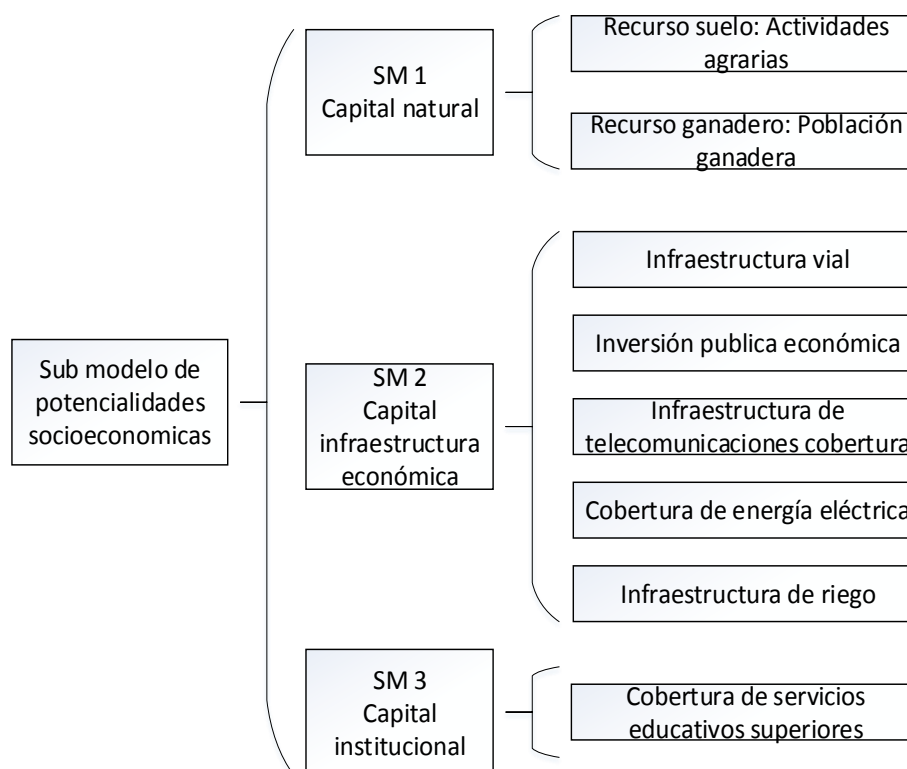 Sub modelo de
potencialidades
socioeconomicas
SM 1
Capital natural
Recurso suelo: Actividades
agrarias
Recurso ganadero: Población
ganadera
SM 2
Capital
infraestructura
económica
Infraestructura vial
Inversión publica económica
Infraestructura de
telecomunicaciones cobertura
Cobertura de energía eléctrica
Infraestructura de riego
SM 3
Capital
institucional
Cobertura de servicios
educativos superiores